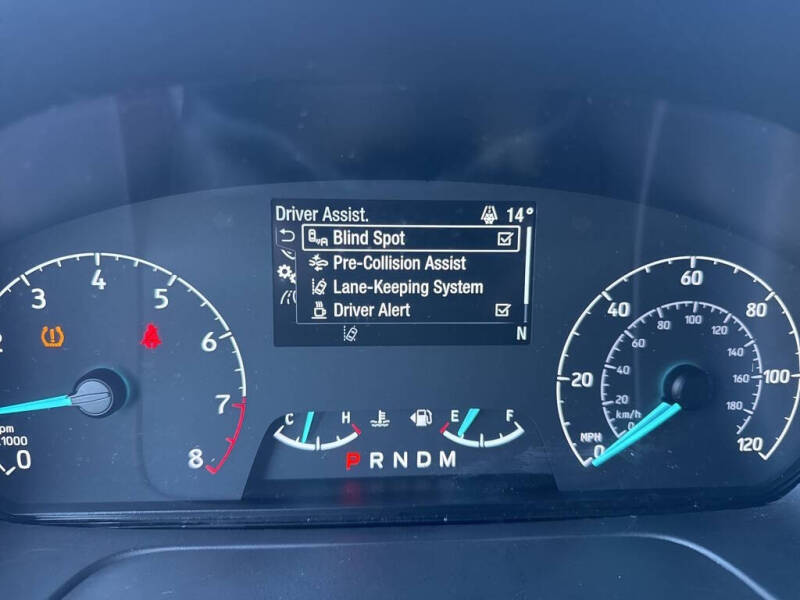 Driver Assist. 14°
Blind Spot
Pre-Collision Assist
Lane-Keeping System
Driver Alert
N
3 4 5 6 7 8
0
x1000
C H
E F
P R N D M
0 20 40 60 80 100 120
0 20 40 60 80 100 120 140 160 180
MPH
km/h